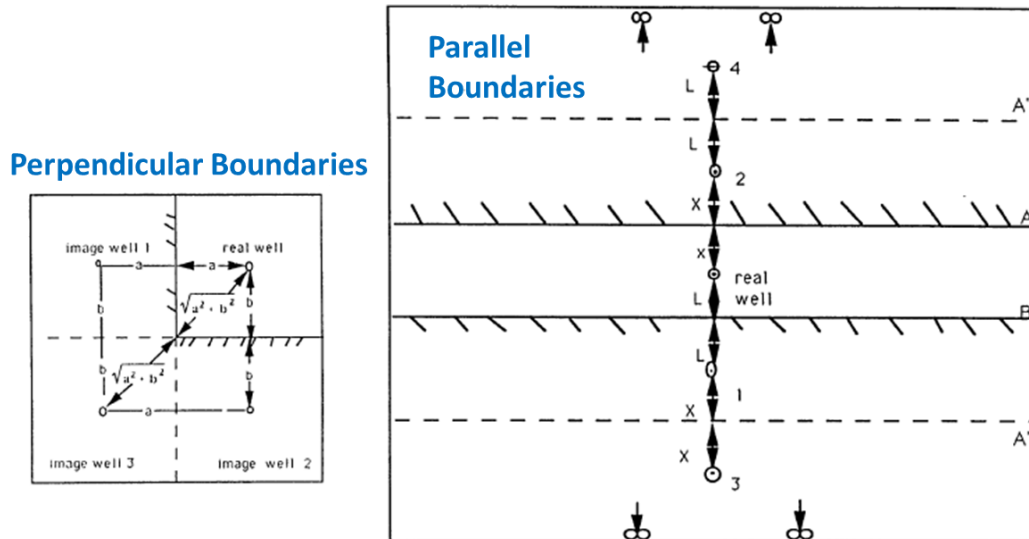 Perpendicular Boundaries
image well 1
real well
a
a
b
b
√a² + b²
√a² + b²
b
b
a
image well 3
image well 2
Parallel
Boundaries
∞
∞
4
L
A'
L
2
X
A
x
real
well
L
B
L
1
X
A'
X
3
∞
∞